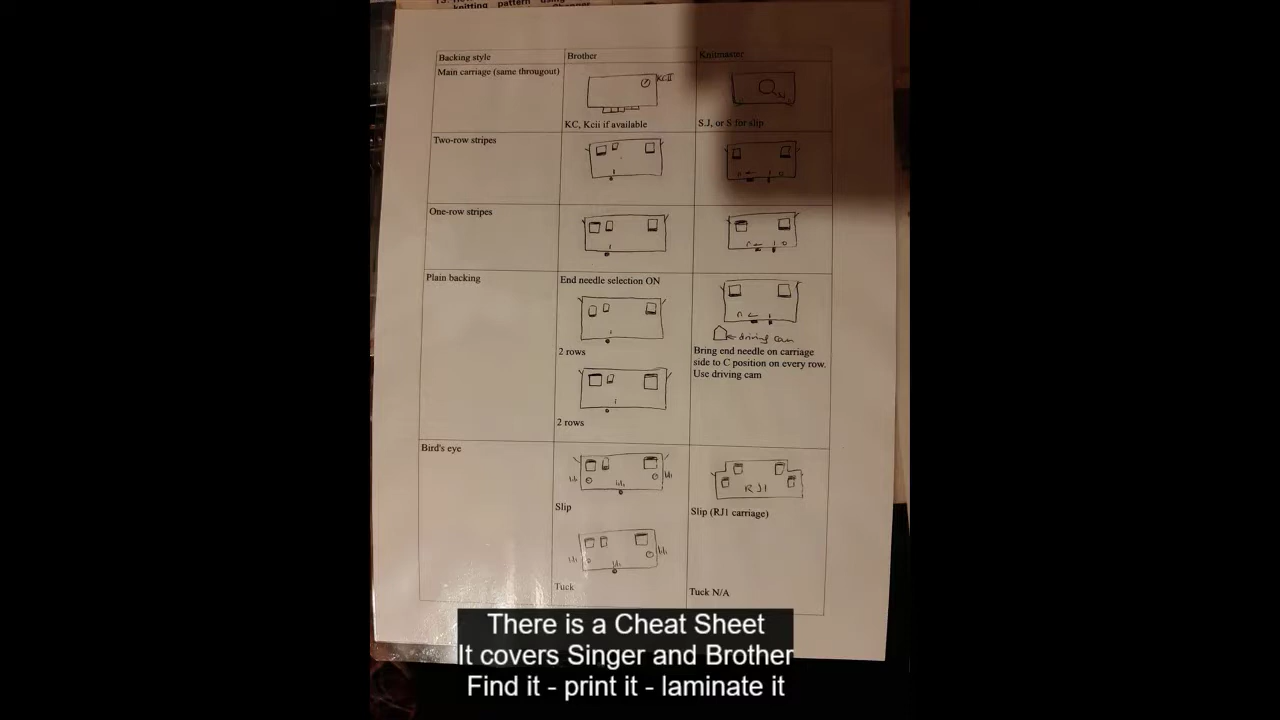 knitting pattern using
Backing style
Brother
Knitmaster
Main carriage (same througout)
KCII
KC, Kcii if available
S.J, or S for slip
Two-row stripes
One-row stripes
Plain backing
End needle selection ON
2 rows
driving cam
Bring end needle on carriage
side to C position on every row.
Use driving cam
2 rows
Bird's eye
RJ1
Slip
Slip (RJ1 carriage)
Tuck
Tuck N/A
There is a Cheat Sheet
It covers Singer and Brother
Find it - print it - laminate it